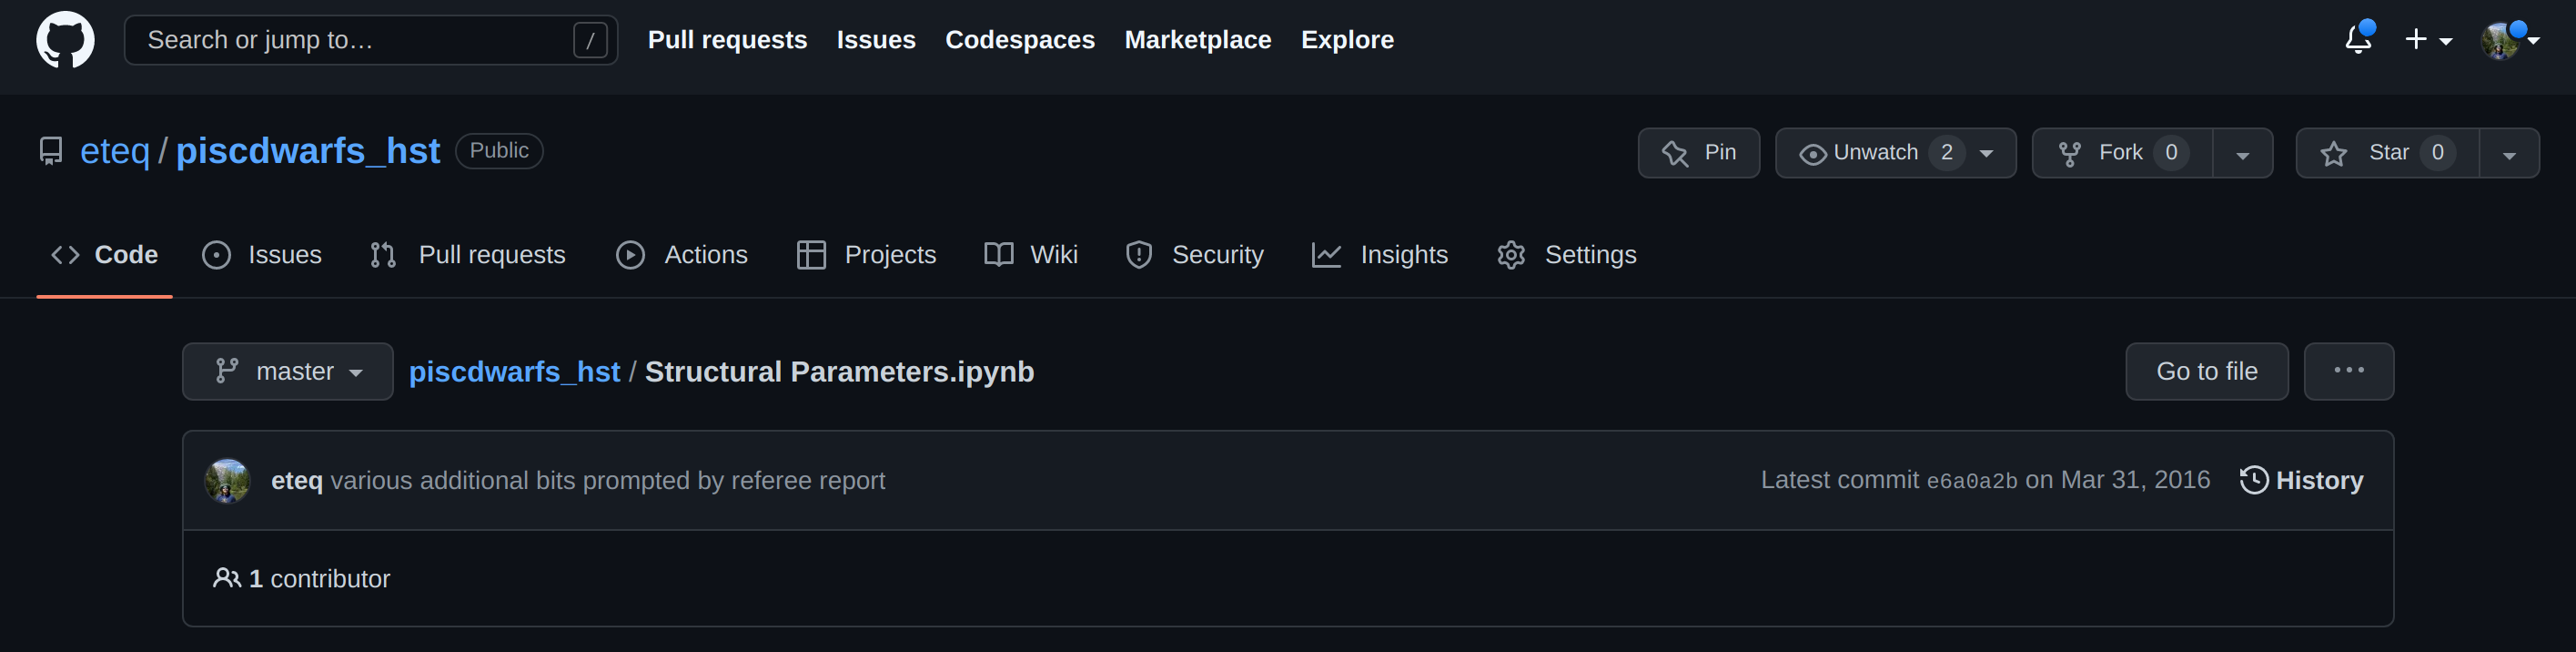 Search or jump to… / Pull requests Issues Codespaces Marketplace Explore
eteq / piscdwarfs_hst Public Pin Unwatch 2 Fork 0 Star 0
Code Issues Pull requests Actions Projects Wiki Security Insights Settings
master piscdwarfs_hst / Structural Parameters.ipynb Go to file ···
eteq various additional bits prompted by referee report Latest commit e6a0a2b on Mar 31, 2016 History
1 contributor